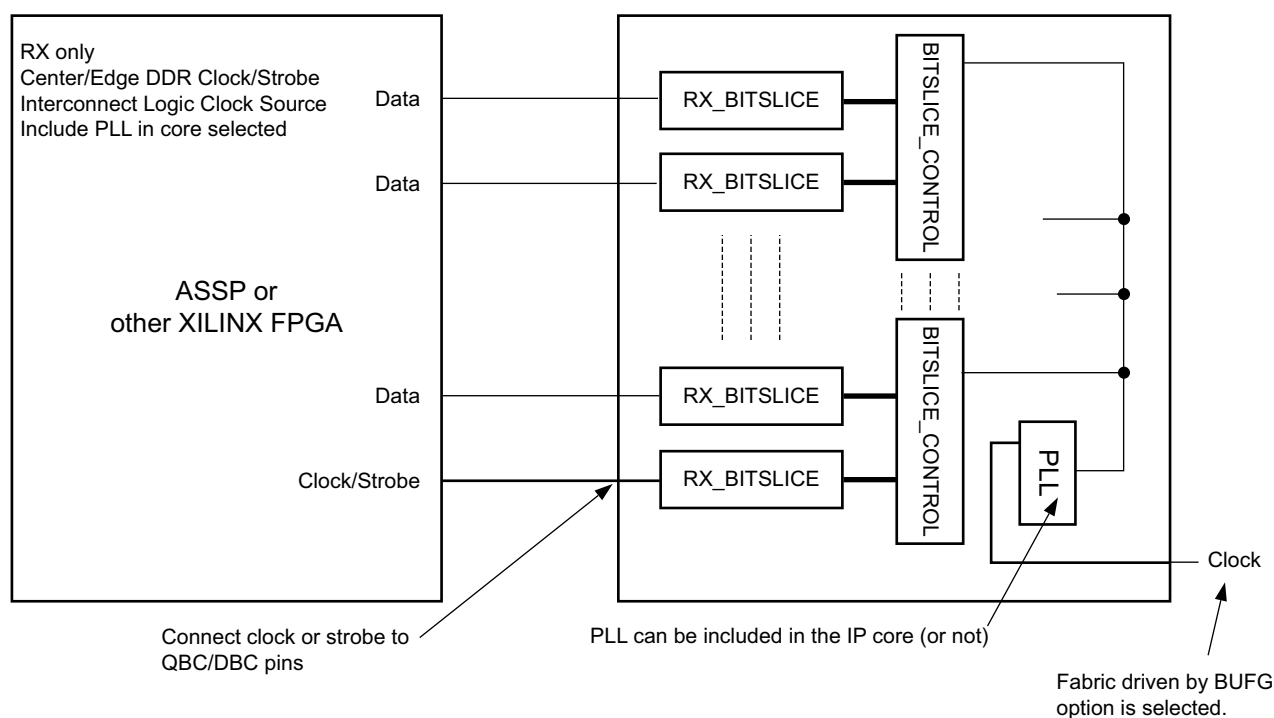 RX only
Center/Edge DDR Clock/Strobe
Interconnect Logic Clock Source
Include PLL in core selected
Data
Data
ASSP or
other XILINX FPGA
Data
Clock/Strobe
RX_BITSLICE
RX_BITSLICE
RX_BITSLICE
RX_BITSLICE
BITSLICE_CONTROL
BITSLICE_CONTROL
PLL
Clock
Connect clock or strobe to
QBC/DBC pins
PLL can be included in the IP core (or not)
Fabric driven by BUFG
option is selected.